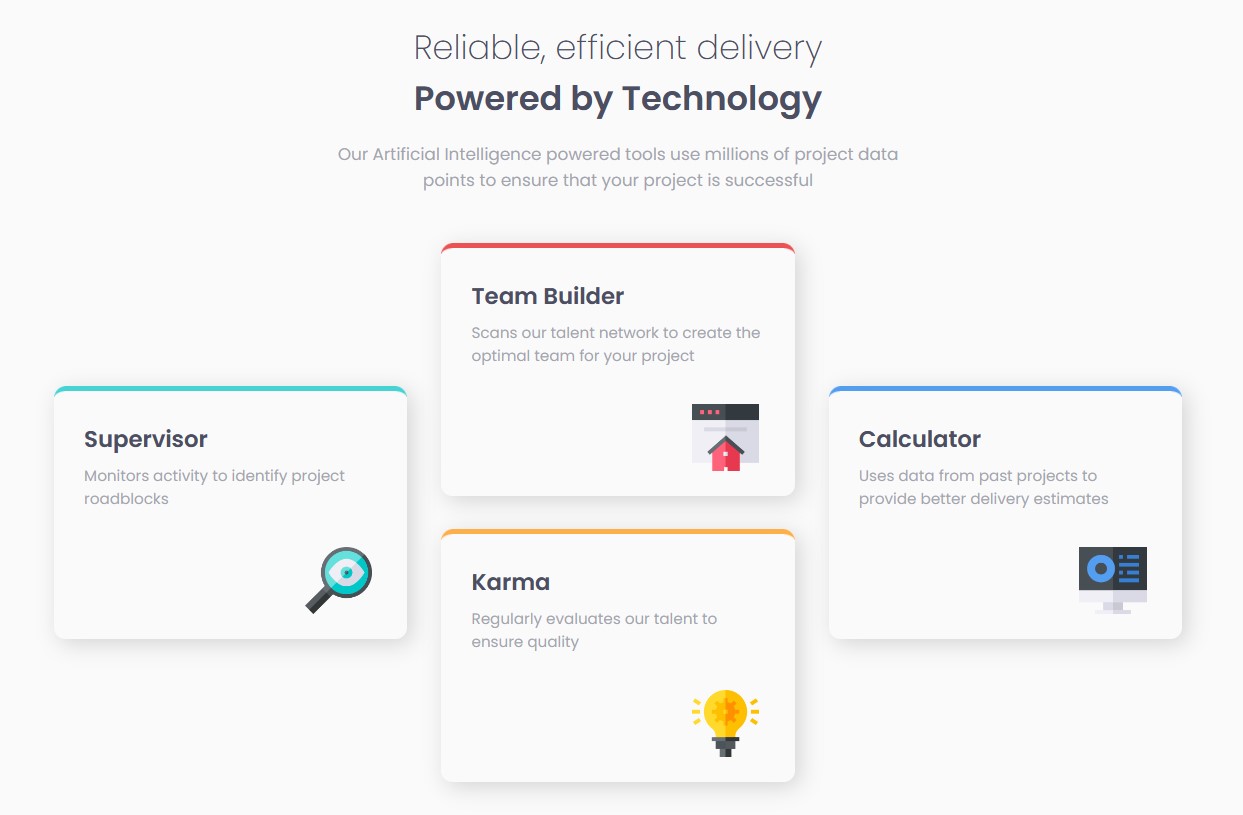 Reliable, efficient delivery
Powered by Technology
Our Artificial Intelligence powered tools use millions of project data
points to ensure that your project is successful
Supervisor
Monitors activity to identify project
roadblocks
Team Builder
Scans our talent network to create the
optimal team for your project
Karma
Regularly evaluates our talent to
ensure quality
Calculator
Uses data from past projects to
provide better delivery estimates